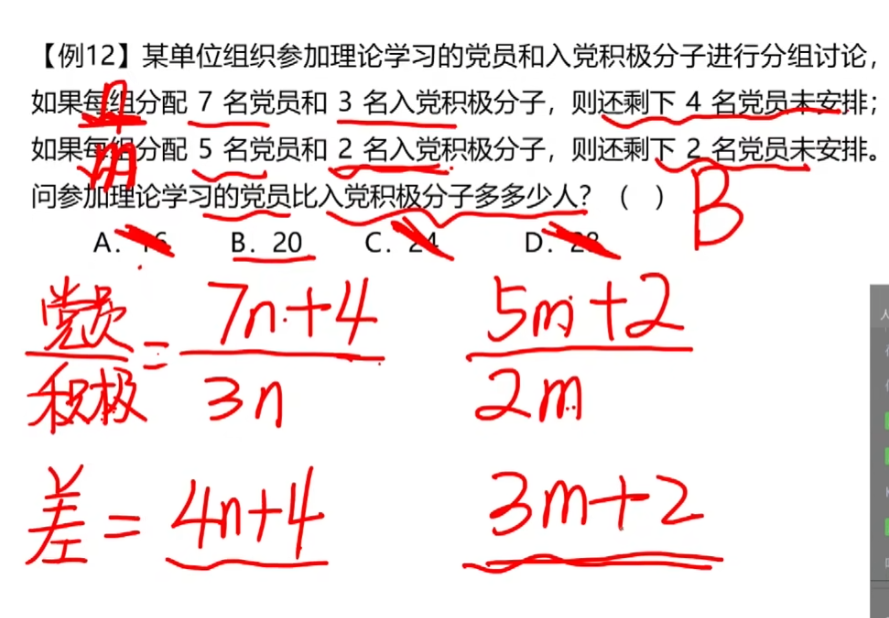 【例12】某单位组织参加理论学习的党员和入党积极分子进行分组讨论，
如果每组分配 7 名党员和 3 名入党积极分子，则还剩下 4 名党员未安排；
如果每组分配 5 名党员和 2 名入党积极分子，则还剩下 2 名党员未安排。
问参加理论学习的党员比入党积极分子多多少人？（ ）
B
A. 16 B. 20 C. 24 D. 28
党员/积极 = 7n+4/3n 5m+2/2m
差 = 4n+4 3m+2